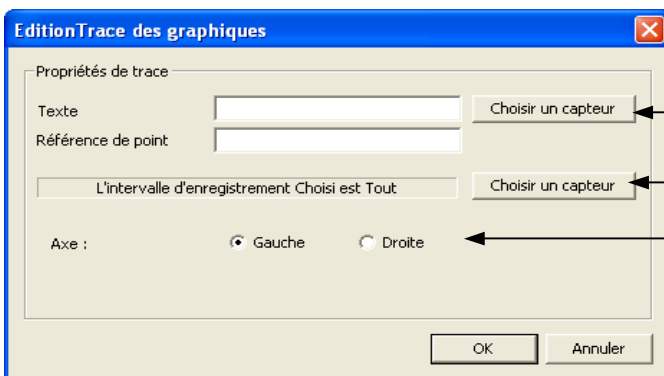 EditionTrace des graphiques
Propriétés de trace
Texte
Choisir un capteur
Référence de point
L'intervalle d'enregistrement Choisi est Tout
Choisir un capteur
Axe :
Gauche
Droite
OK
Annuler